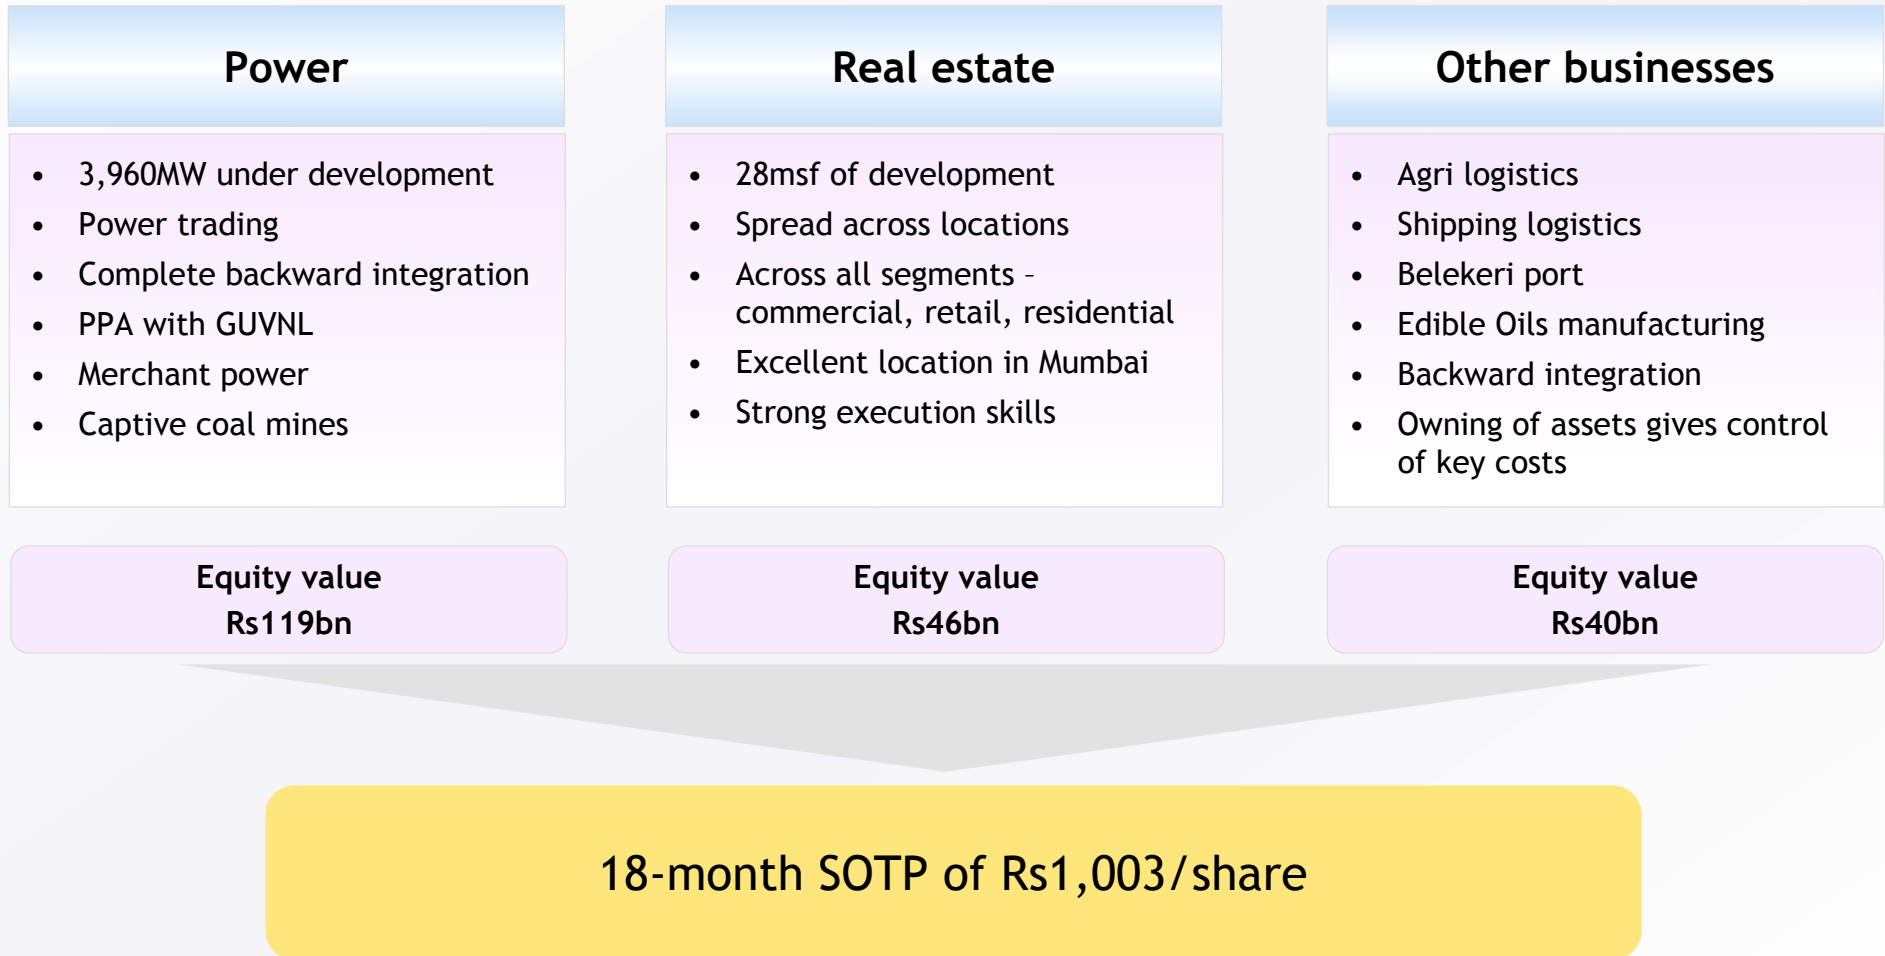 Power
• 3,960MW under development
• Power trading
• Complete backward integration
• PPA with GUVNL
• Merchant power
• Captive coal mines
Equity value
Rs119bn
Real estate
• 28msf of development
• Spread across locations
• Across all segments –
commercial, retail, residential
• Excellent location in Mumbai
• Strong execution skills
Equity value
Rs46bn
Other businesses
• Agri logistics
• Shipping logistics
• Belekeri port
• Edible Oils manufacturing
• Backward integration
• Owning of assets gives control
of key costs
Equity value
Rs40bn
18-month SOTP of Rs1,003/share